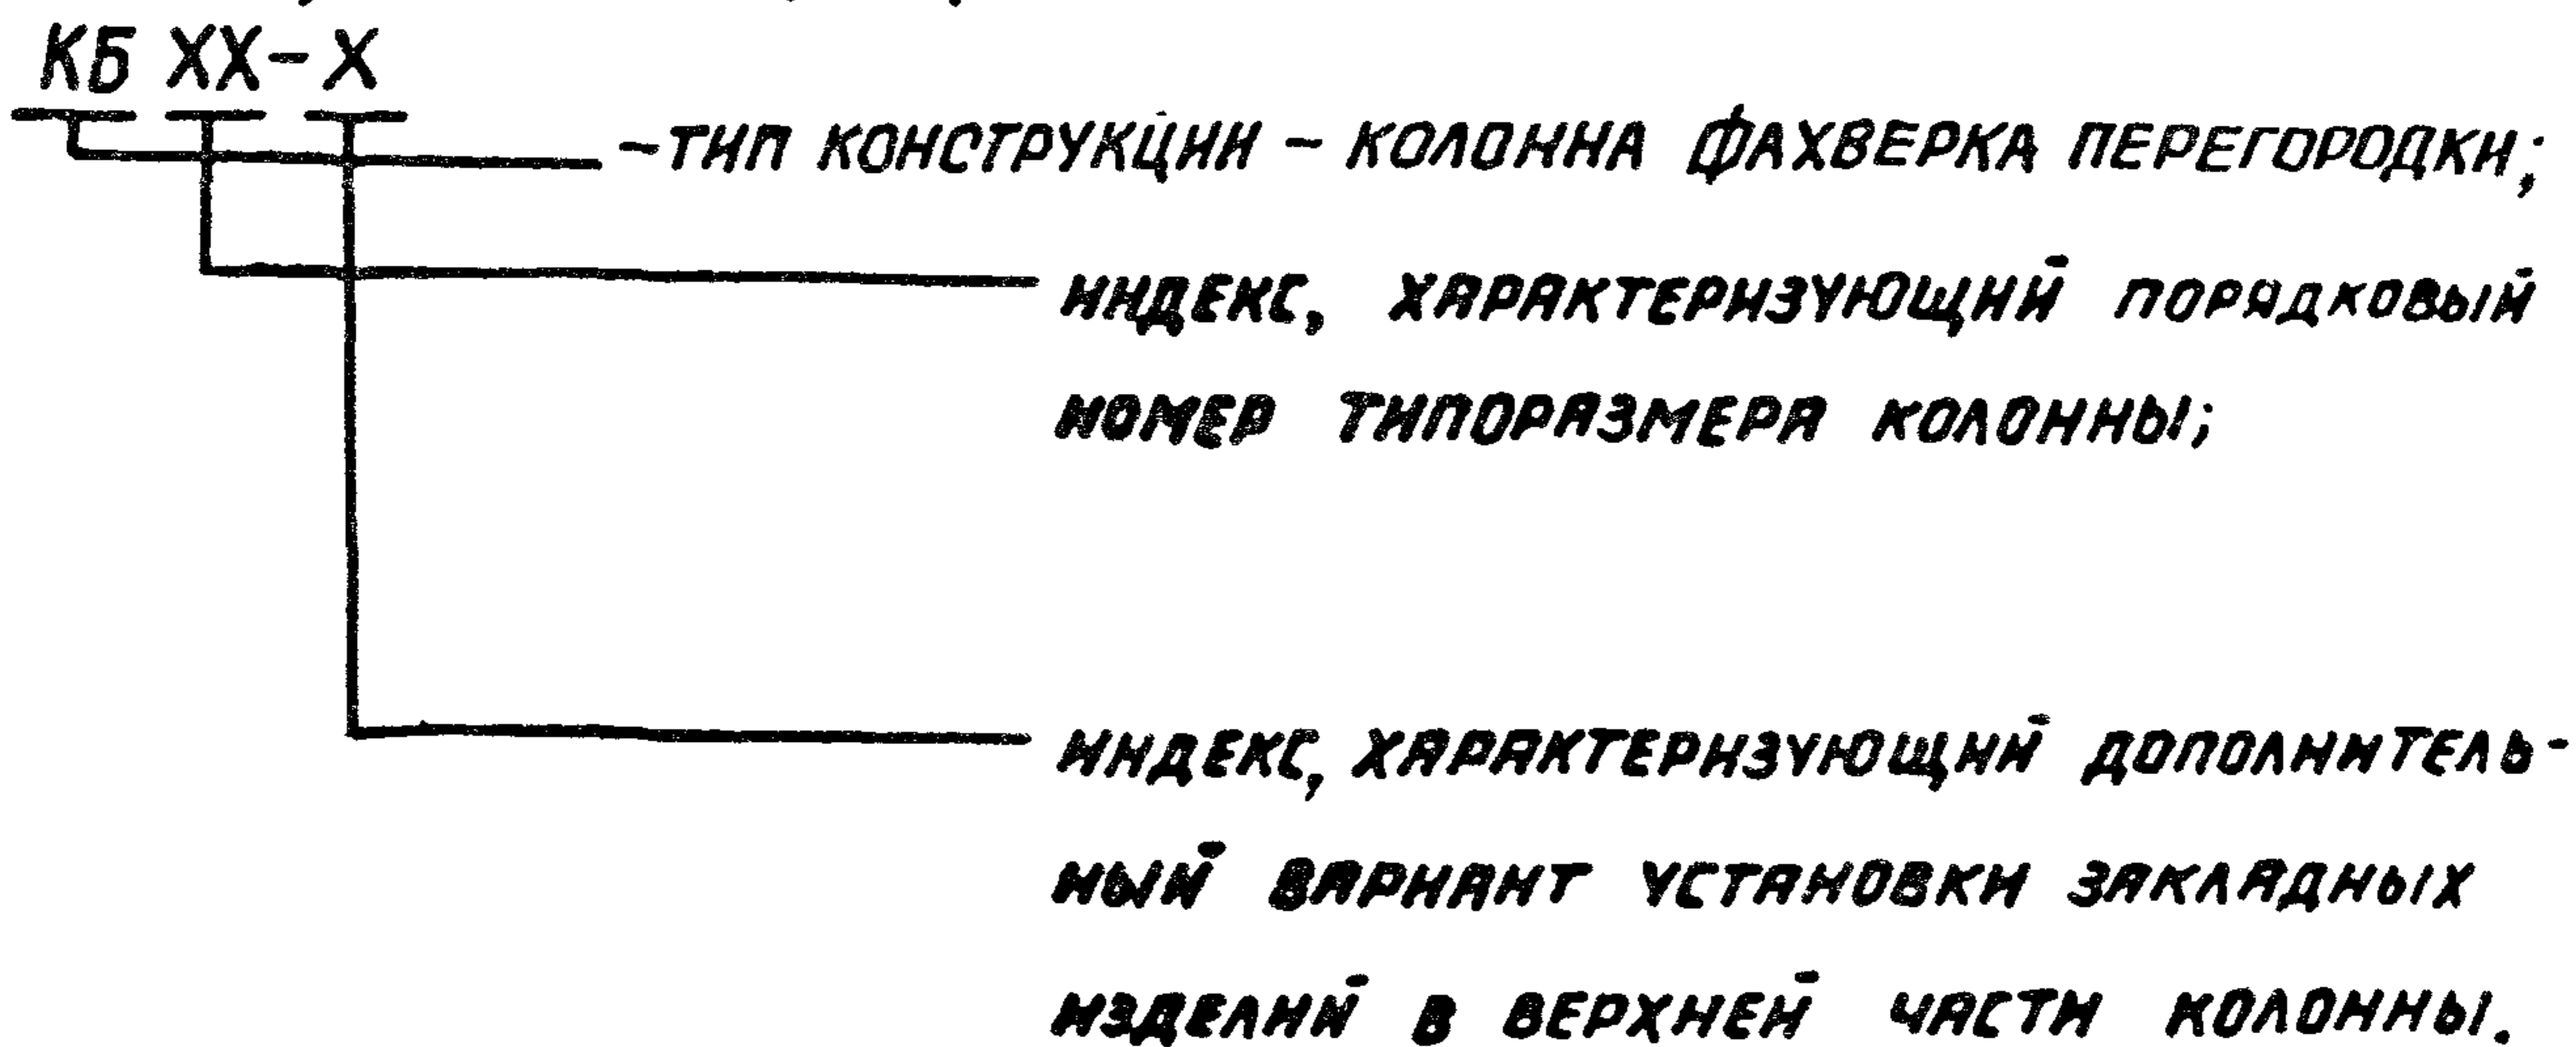 КБ ХХ-Х
-ТИП КОНСТРУКЦИИ - КОЛОННА ФАХВЕРКА ПЕРЕГОРОДКИ;
ИНДЕКС, ХАРАКТЕРИЗУЮЩИЙ ПОРЯДКОВЫЙ
НОМЕР ТИПОРАЗМЕРА КОЛОННЫ;
ИНДЕКС, ХАРАКТЕРИЗУЮЩИЙ ДОПОЛНИТЕЛЬ-
НЫЙ ВАРИАНТ УСТАНОВКИ ЗАКЛАДНЫХ
ИЗДЕЛИЙ В ВЕРХНЕЙ ЧАСТИ КОЛОННЫ.